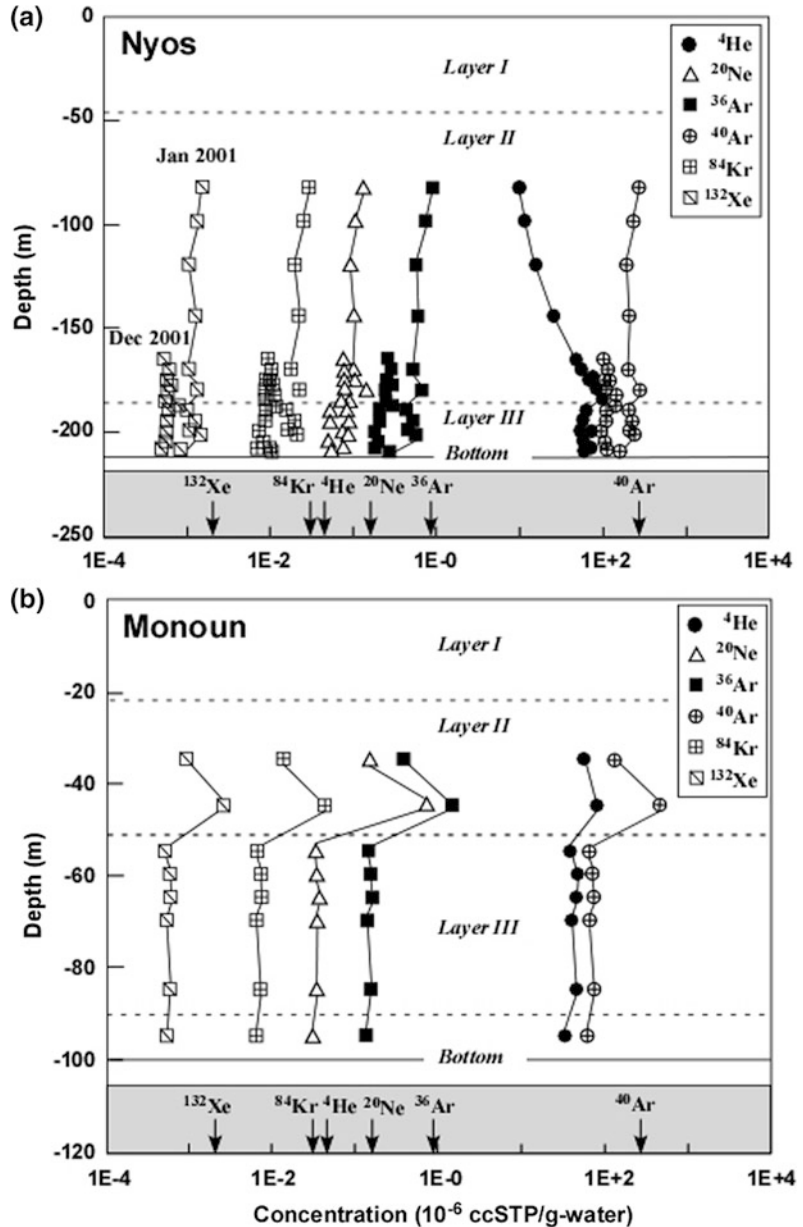 (a)
Nyos
0
-50
-100
-150
-200
-250
Depth (m)
Layer I
Layer II
Layer III
Bottom
Jan 2001
Dec 2001
⁴He
²⁰Ne
³⁶Ar
⁴⁰Ar
⁸⁴Kr
¹³²Xe
¹³²Xe ⁸⁴Kr ⁴He ²⁰Ne ³⁶Ar ⁴⁰Ar
1E-4 1E-2 1E-0 1E+2 1E+4
(b)
Monoun
0
-20
-40
-60
-80
-100
-120
Depth (m)
Layer I
Layer II
Layer III
Bottom
⁴He
²⁰Ne
³⁶Ar
⁴⁰Ar
⁸⁴Kr
¹³²Xe
¹³²Xe ⁸⁴Kr ⁴He ²⁰Ne ³⁶Ar ⁴⁰Ar
1E-4 1E-2 1E-0 1E+2 1E+4
Concentration (10⁻⁶ ccSTP/g-water)